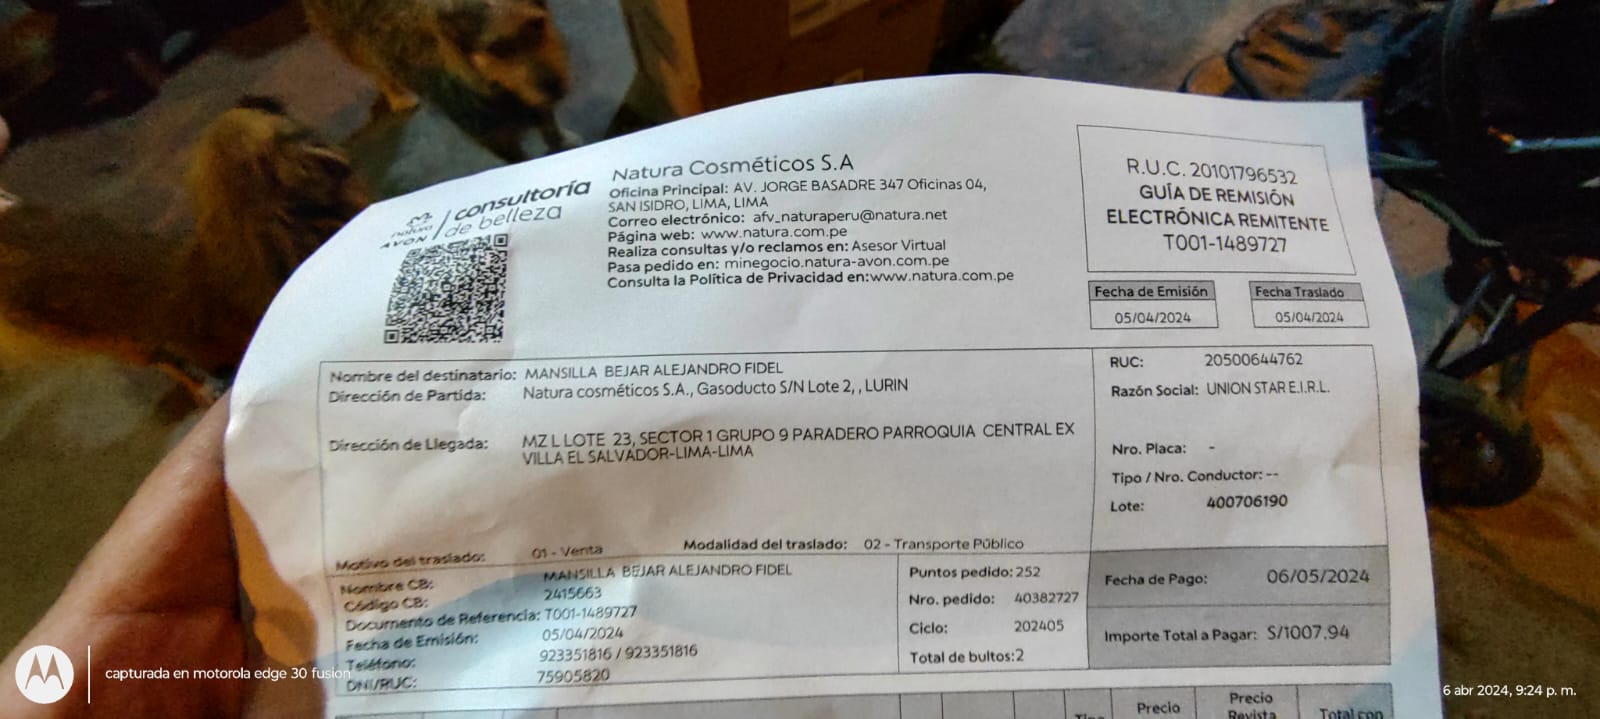 natura
AVON
consultoría
de belleza
Natura Cosméticos S.A
Oficina Principal: AV. JORGE BASADRE 347 Oficinas 04,
SAN ISIDRO, LIMA, LIMA
Correo electrónico: afv_naturaperu@natura.net
Página web: www.natura.com.pe
Realiza consultas y/o reclamos en: Asesor Virtual
Pasa pedido en: minegocio.natura-avon.com.pe
Consulta la Política de Privacidad en:www.natura.com.pe
R.U.C. 20101796532
GUÍA DE REMISIÓN
ELECTRÓNICA REMITENTE
T001-1489727
Fecha de Emisión Fecha Traslado
05/04/2024 05/04/2024
Nombre del destinatario: MANSILLA BEJAR ALEJANDRO FIDEL
Dirección de Partida: Natura cosméticos S.A., Gasoducto S/N Lote 2, , LURIN
Dirección de Llegada: MZ L LOTE 23, SECTOR 1 GRUPO 9 PARADERO PARROQUIA CENTRAL EX
VILLA EL SALVADOR-LIMA-LIMA
Motivo del traslado: 01 - Venta Modalidad del traslado: 02 - Transporte Público
RUC: 20500644762
Razón Social: UNION STAR E.I.R.L.
Nro. Placa: -
Tipo / Nro. Conductor: --
Lote: 400706190
Nombre CB: MANSILLA BEJAR ALEJANDRO FIDEL
Código CB: 2415663
Documento de Referencia: T001-1489727
Fecha de Emisión: 05/04/2024
Teléfono: 923351816 / 923351816
DNI/RUC: 75905820
Puntos pedido: 252
Nro. pedido: 40382727
Ciclo: 202405
Total de bultos: 2
Fecha de Pago: 06/05/2024
Importe Total a Pagar: S/1007.94
Tipo Precio Precio
Revista Total con
capturada en motorola edge 30 fusion
6 abr 2024, 9:24 p. m.